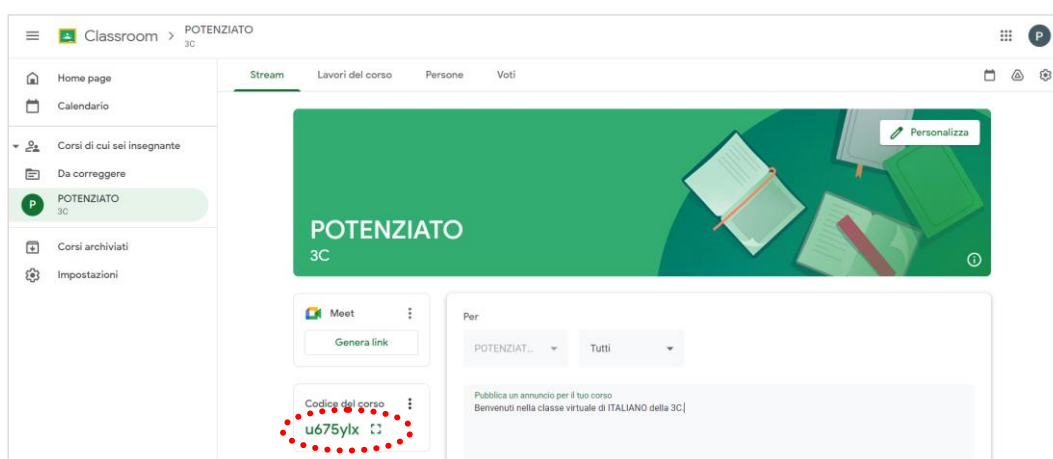 Classroom > POTENZIATO
3C
P
Stream Lavori del corso Persone Voti
Home page
Calendario
Corsi di cui sei insegnante
Da correggere
P POTENZIATO
3C
Corsi archiviati
Impostazioni
Personalizza
POTENZIATO
3C
Meet
Genera link
Codice del corso
u675ylx
Per
POTENZIAT... Tutti
Pubblica un annuncio per il tuo corso
Benvenuti nella classe virtuale di ITALIANO della 3C.